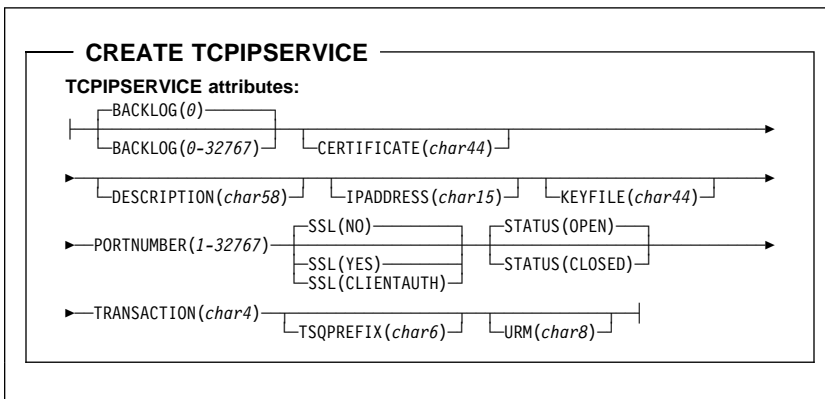 CREATE TCPIPSERVICE
TCPIPSERVICE attributes:
BACKLOG(0)
BACKLOG(0-32767) CERTIFICATE(char44)
DESCRIPTION(char58) IPADDRESS(char15) KEYFILE(char44)
SSL(NO) STATUS(OPEN)
PORTNUMBER(1-32767) SSL(YES) STATUS(CLOSED)
SSL(CLIENTAUTH)
TRANSACTION(char4) TSQPREFIX(char6) URM(char8)